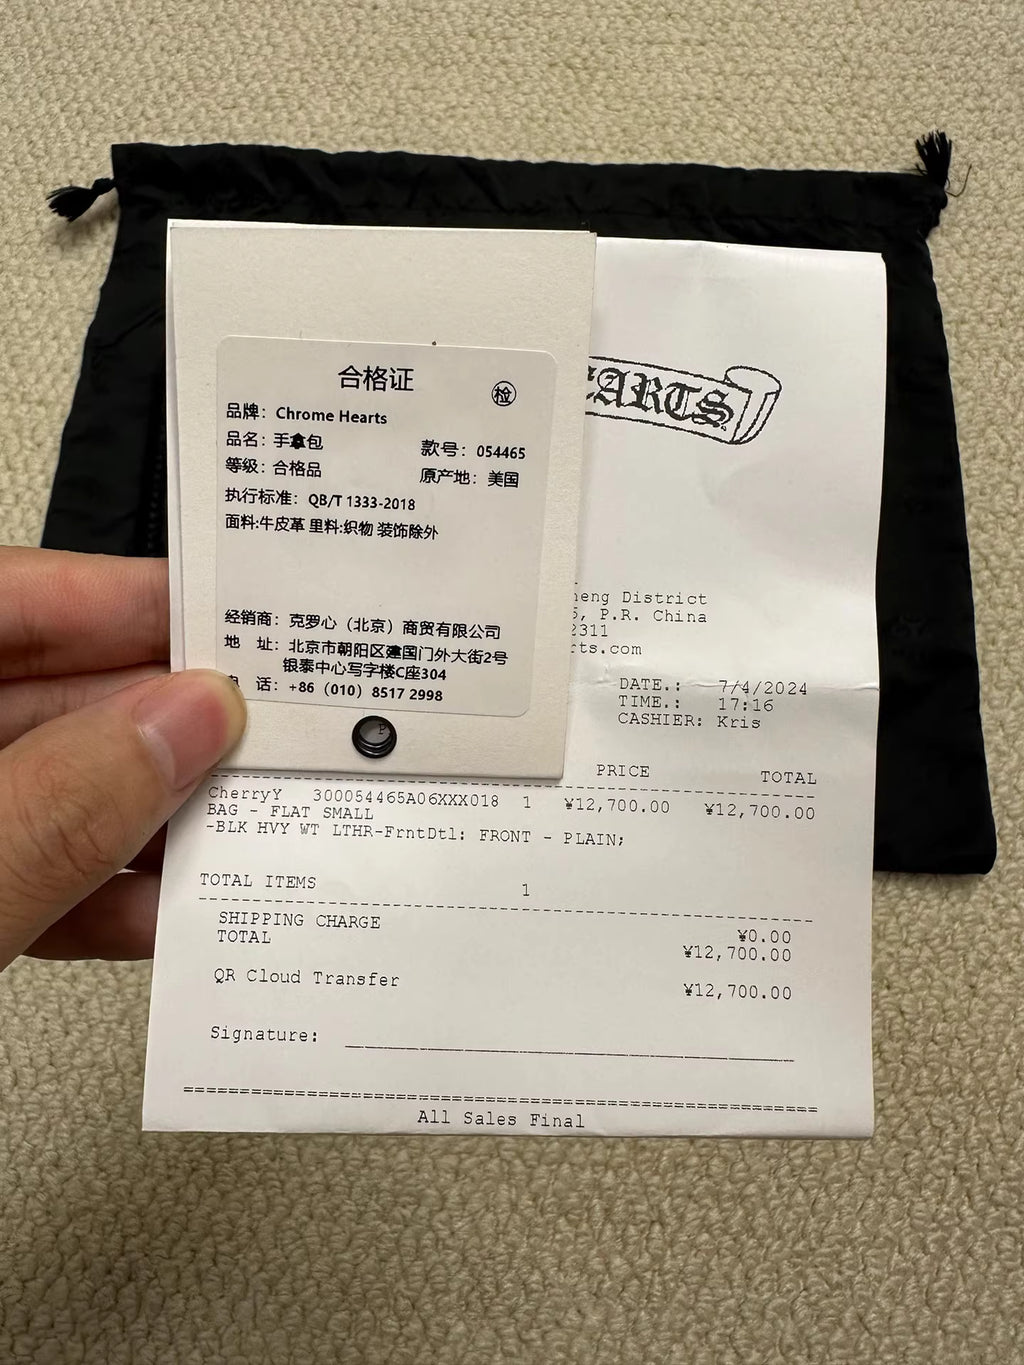 合格证
检
品牌：Chrome Hearts
品名：手拿包 款号：054465
等级：合格品 原产地：美国
执行标准：QB/T 1333-2018
面料:牛皮革 里料:织物 装饰除外
经销商：克罗心（北京）商贸有限公司
地 址：北京市朝阳区建国门外大街2号
银泰中心写字楼C座304
话：+86（010）8517 2998
EARTS
heng District
5, P.R. China
2311
rts.com
DATE.: 7/4/2024
TIME.: 17:16
CASHIER: Kris
PRICE TOTAL
CherryY 300054465A06XXX018 1 ¥12,700.00 ¥12,700.00
BAG - FLAT SMALL
-BLK HVY WT LTHR-FrntDtl: FRONT - PLAIN;
TOTAL ITEMS 1
SHIPPING CHARGE ¥0.00
TOTAL ¥12,700.00
QR Cloud Transfer ¥12,700.00
Signature:
All Sales Final